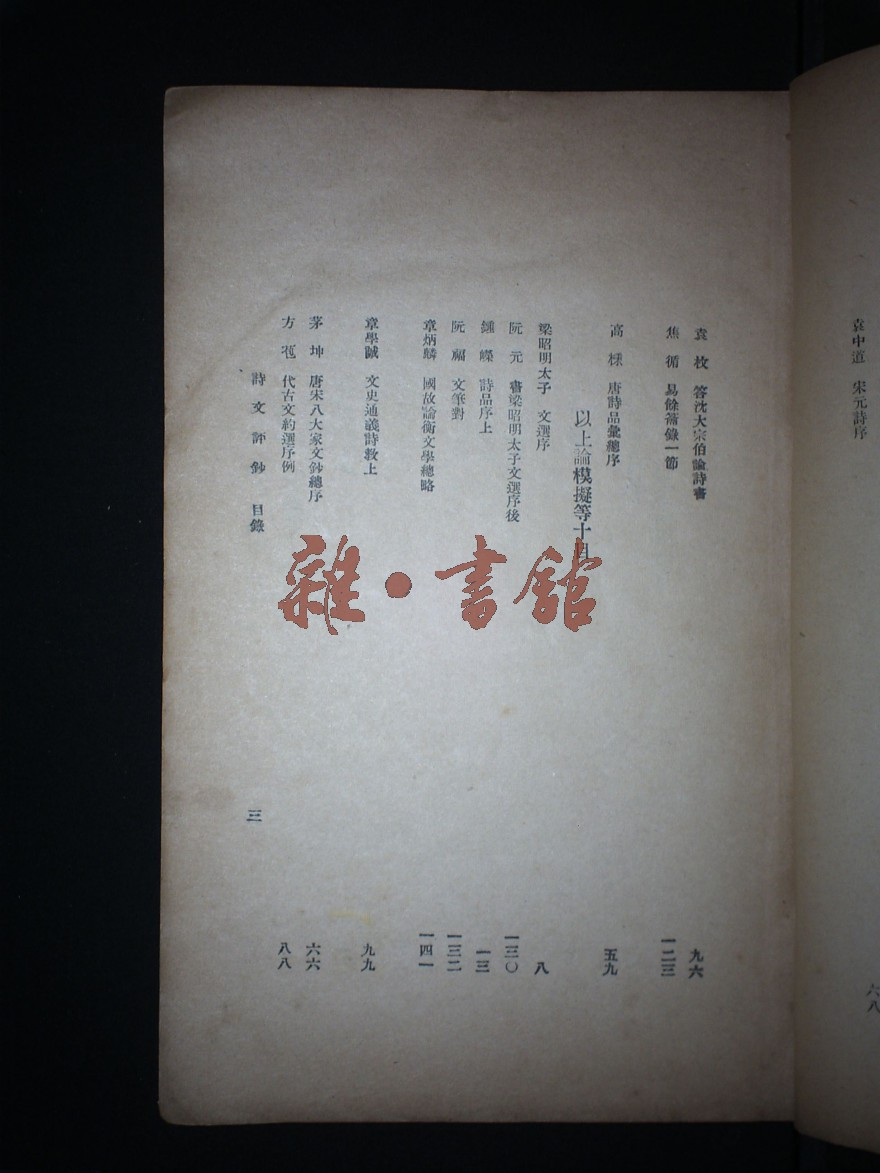 袁中道　宋元詩序　六八
袁　枚　答沈大宗伯論詩書　九六
焦　循　易餘籥錄一節　一二三
高　棅　唐詩品彙總序　五九
以上論模擬等十四
梁昭明太子　文選序　八
阮　元　書梁昭明太子文選序後　一三〇
鍾　嶸　詩品序上　一三
阮　福　文筆對　一三二
章炳麟　國故論衡文學總略　一四一
章學誠　文史通義詩教上　九九
茅　坤　唐宋八大家文鈔總序　六六
方　苞　代古文約選序例　八八
詩文評鈔　目錄　三
雜·書館